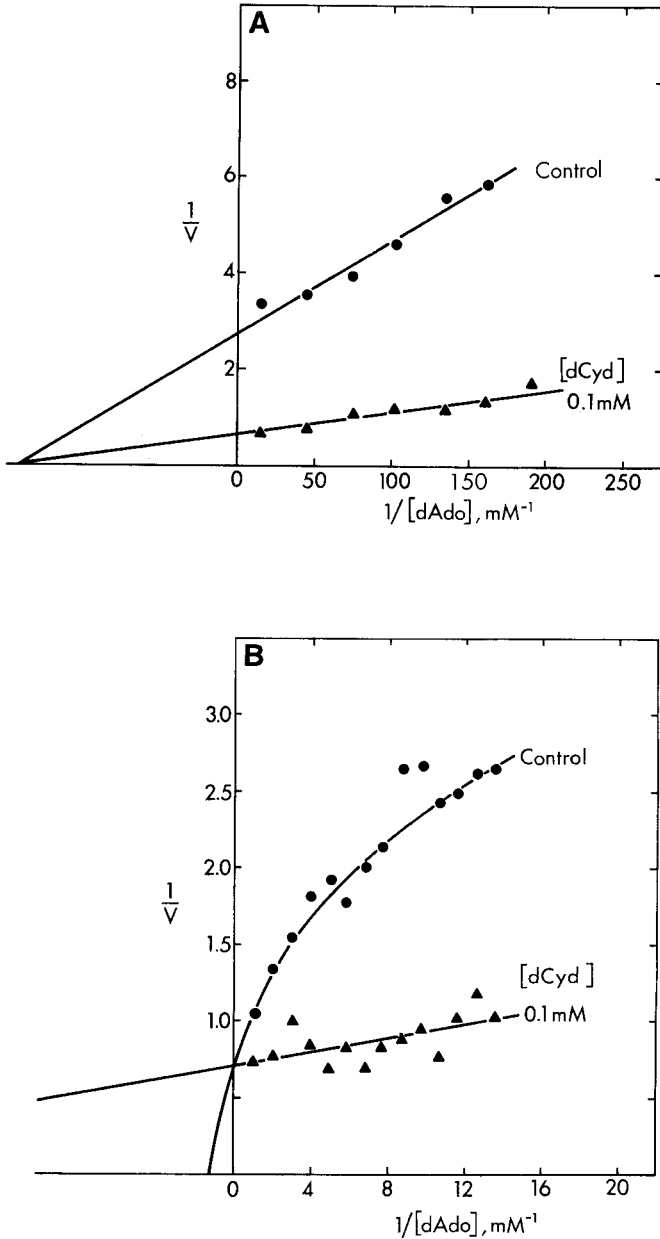 A
8
6
4
2
1
V
Control
[dCyd]
0.1mM
0 50 100 150 200 250
1/[dAdo], mM⁻¹
B
3.0
2.5
2.0
1.5
1.0
1
V
Control
[dCyd]
0.1mM
0 4 8 12 16 20
1/[dAdo], mM⁻¹